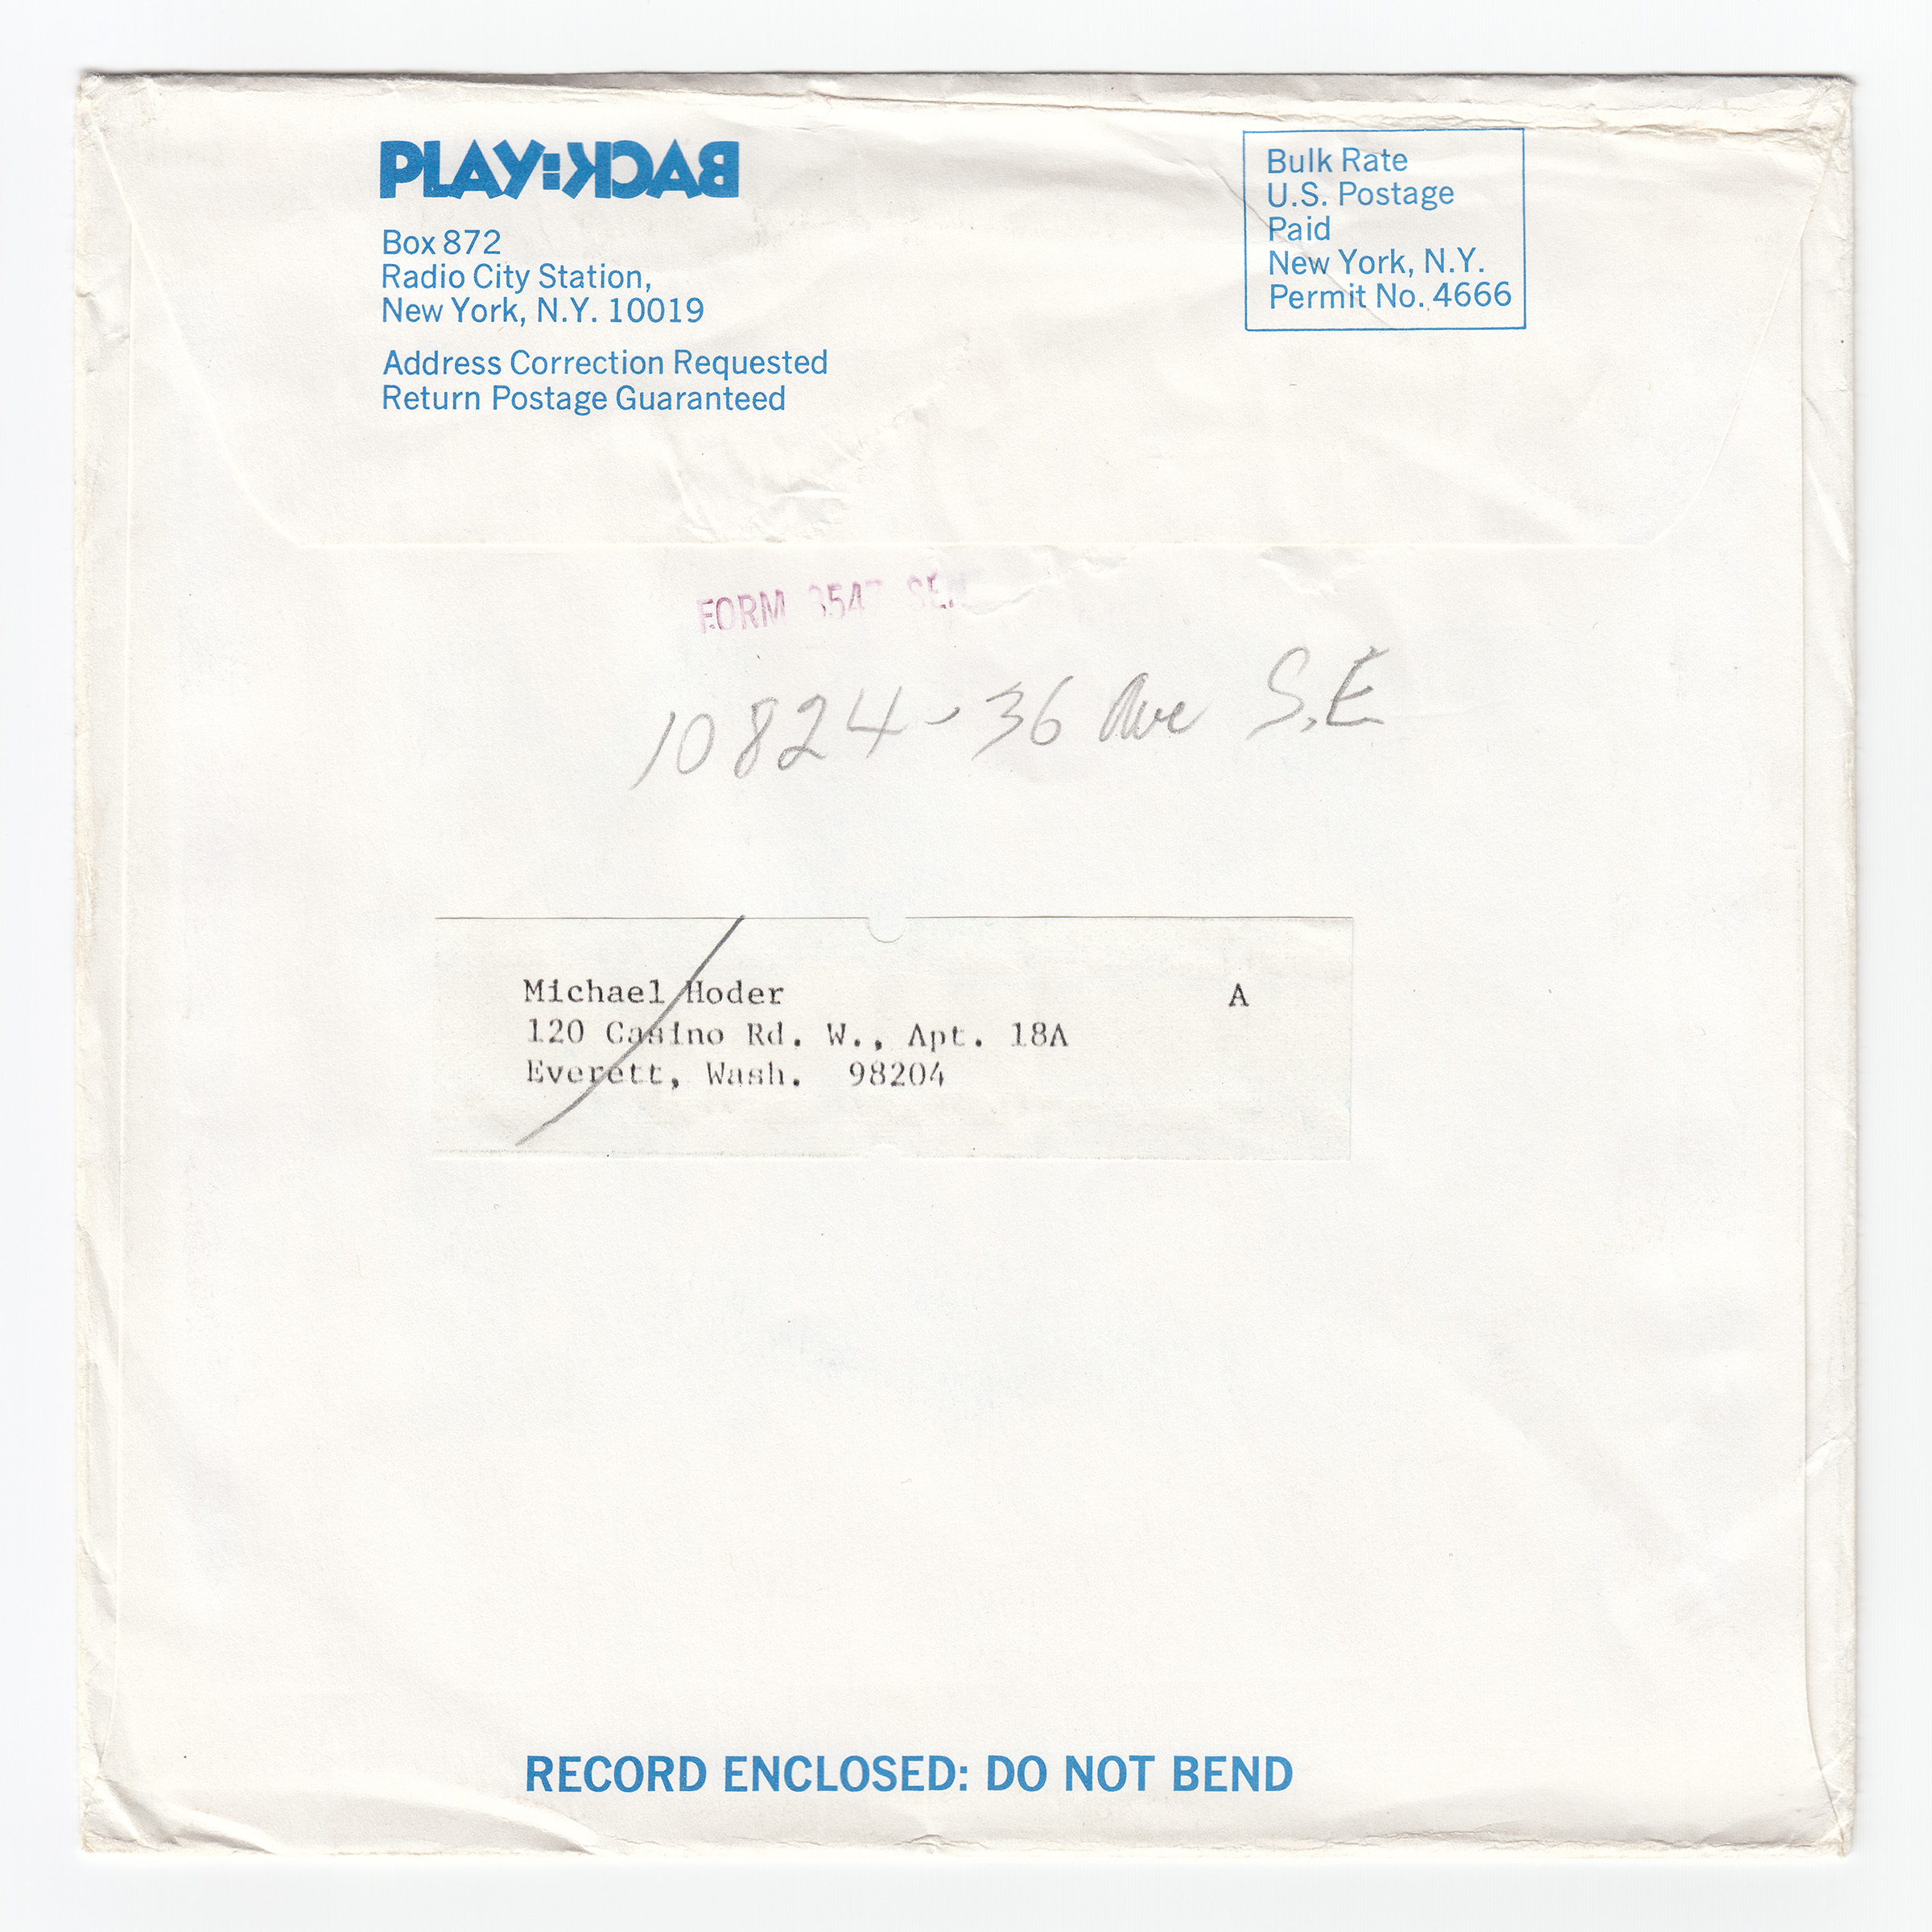 PLAY:BACK
Box 872
Radio City Station,
New York, N.Y. 10019
Address Correction Requested
Return Postage Guaranteed
Bulk Rate
U.S. Postage
Paid
New York, N.Y.
Permit No. 4666
FORM
10824 - 36 Ave S.E
Michael Hoder A
120 Casino Rd. W., Apt. 18A
Everett, Wash. 98204
RECORD ENCLOSED: DO NOT BEND